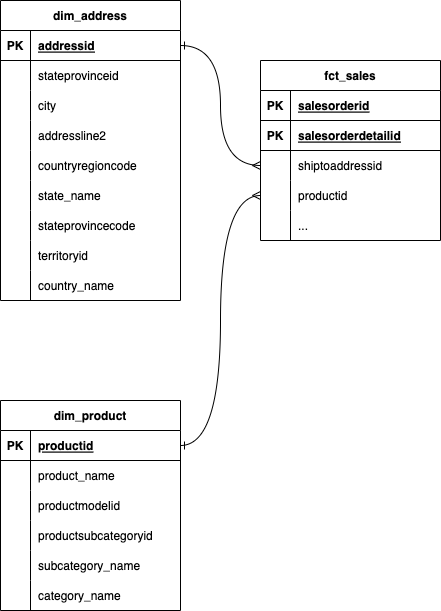 dim_address
PK addressid
stateprovinceid
city
addressline2
countryregioncode
state_name
stateprovincecode
territoryid
country_name
fct_sales
PK salesorderid
PK salesorderdetailid
shiptoaddressid
productid
...
dim_product
PK productid
product_name
productmodelid
productsubcategoryid
subcategory_name
category_name